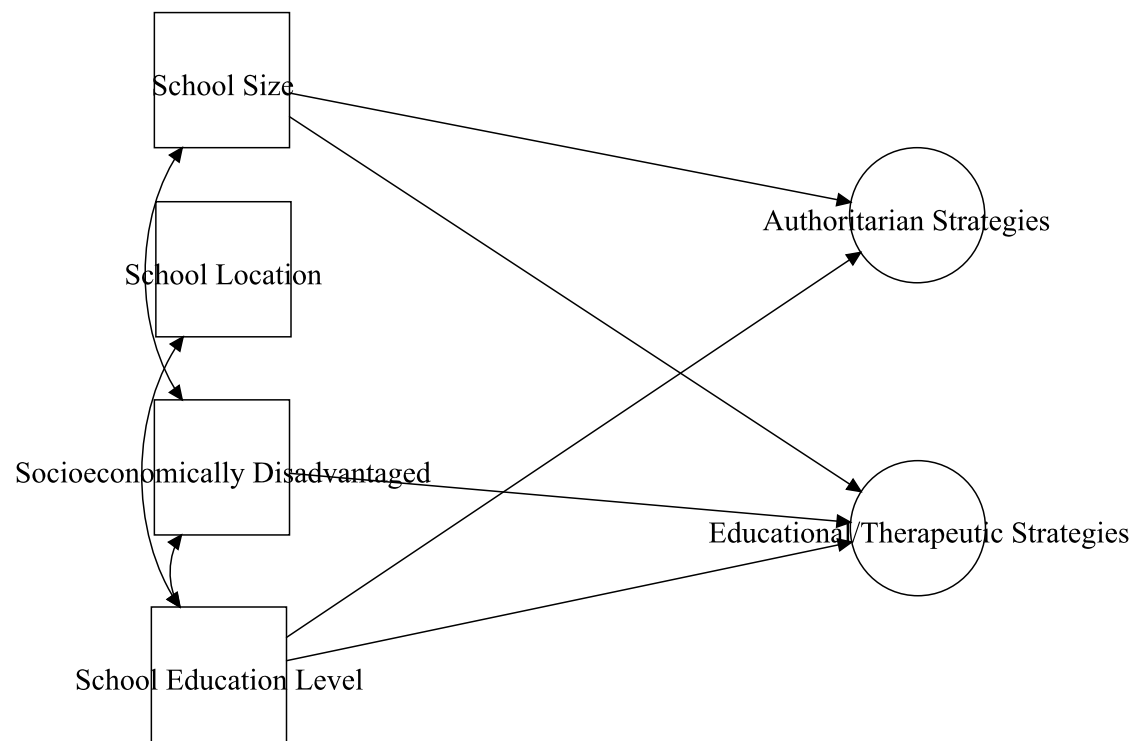 School Size
School Location
Socioeconomically Disadvantaged
School Education Level
Authoritarian Strategies
Educational/Therapeutic Strategies